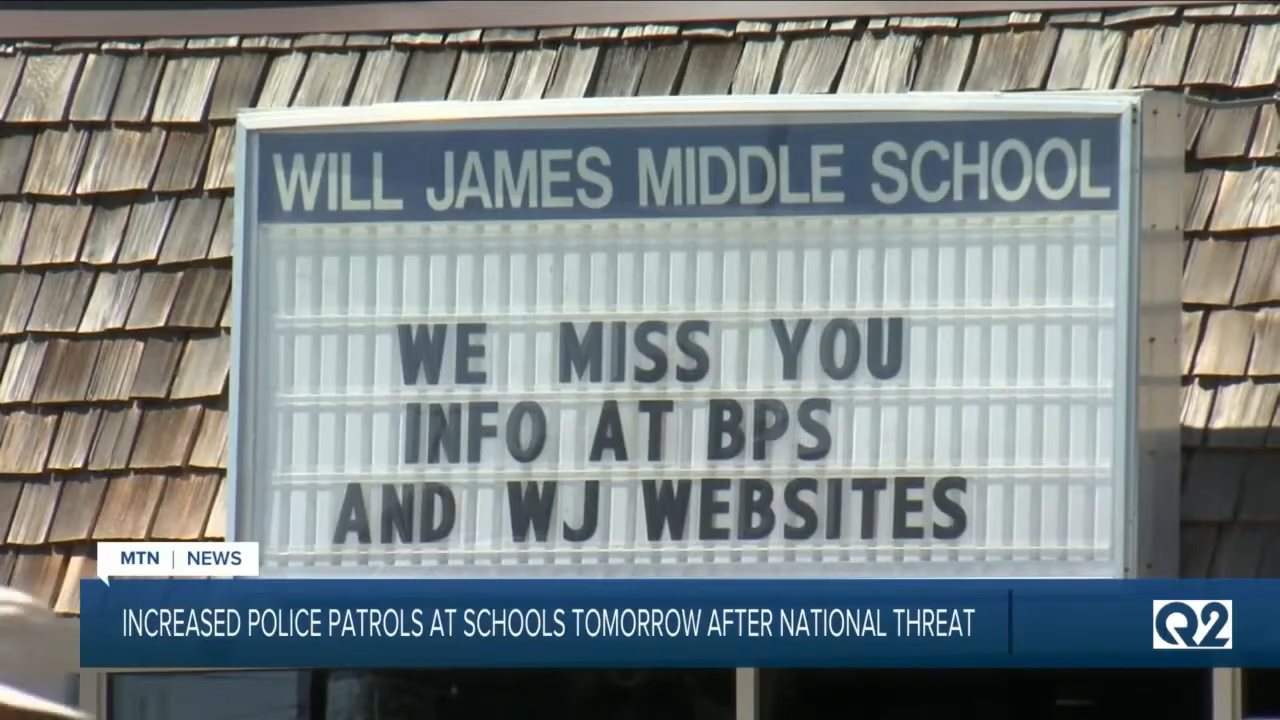 WILL JAMES MIDDLE SCHOOL
WE MISS YOU
INFO AT BPS
AND WJ WEBSITES
MTN | NEWS
INCREASED POLICE PATROLS AT SCHOOLS TOMORROW AFTER NATIONAL THREAT
Q2